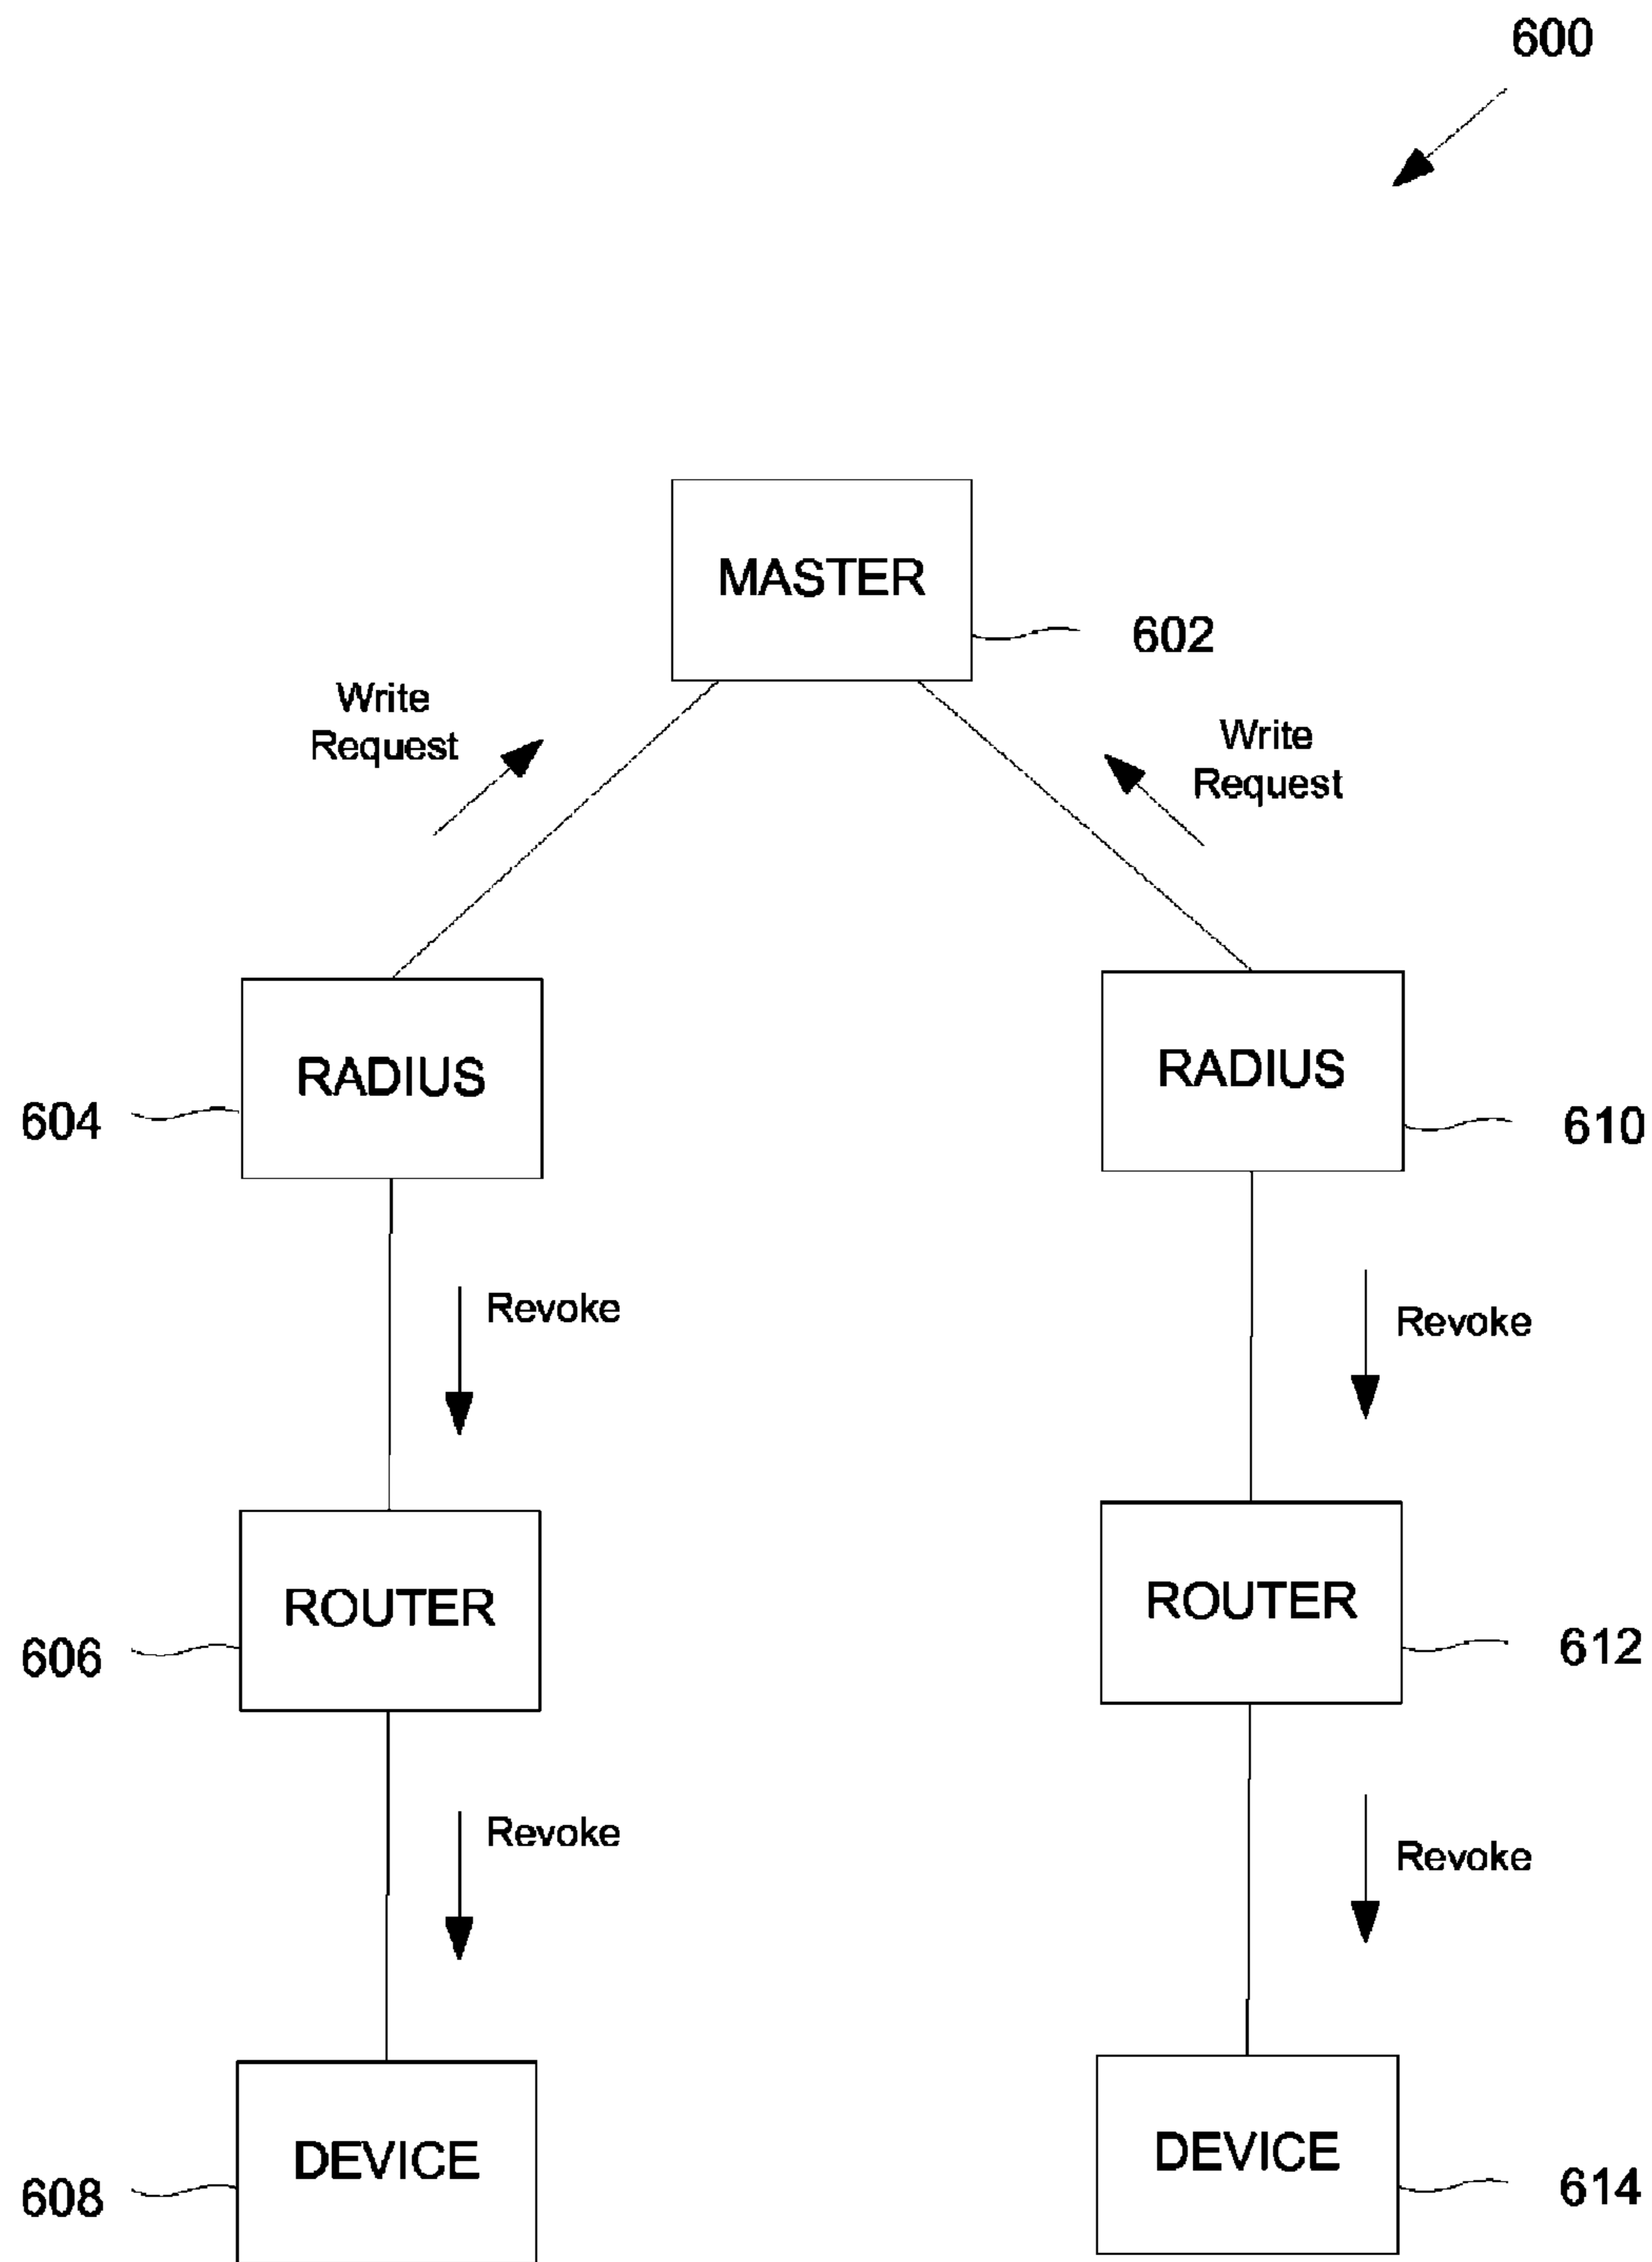 600
MASTER
602
Write
Request
Write
Request
RADIUS
604
RADIUS
610
Revoke
Revoke
ROUTER
606
ROUTER
612
Revoke
Revoke
DEVICE
608
DEVICE
614